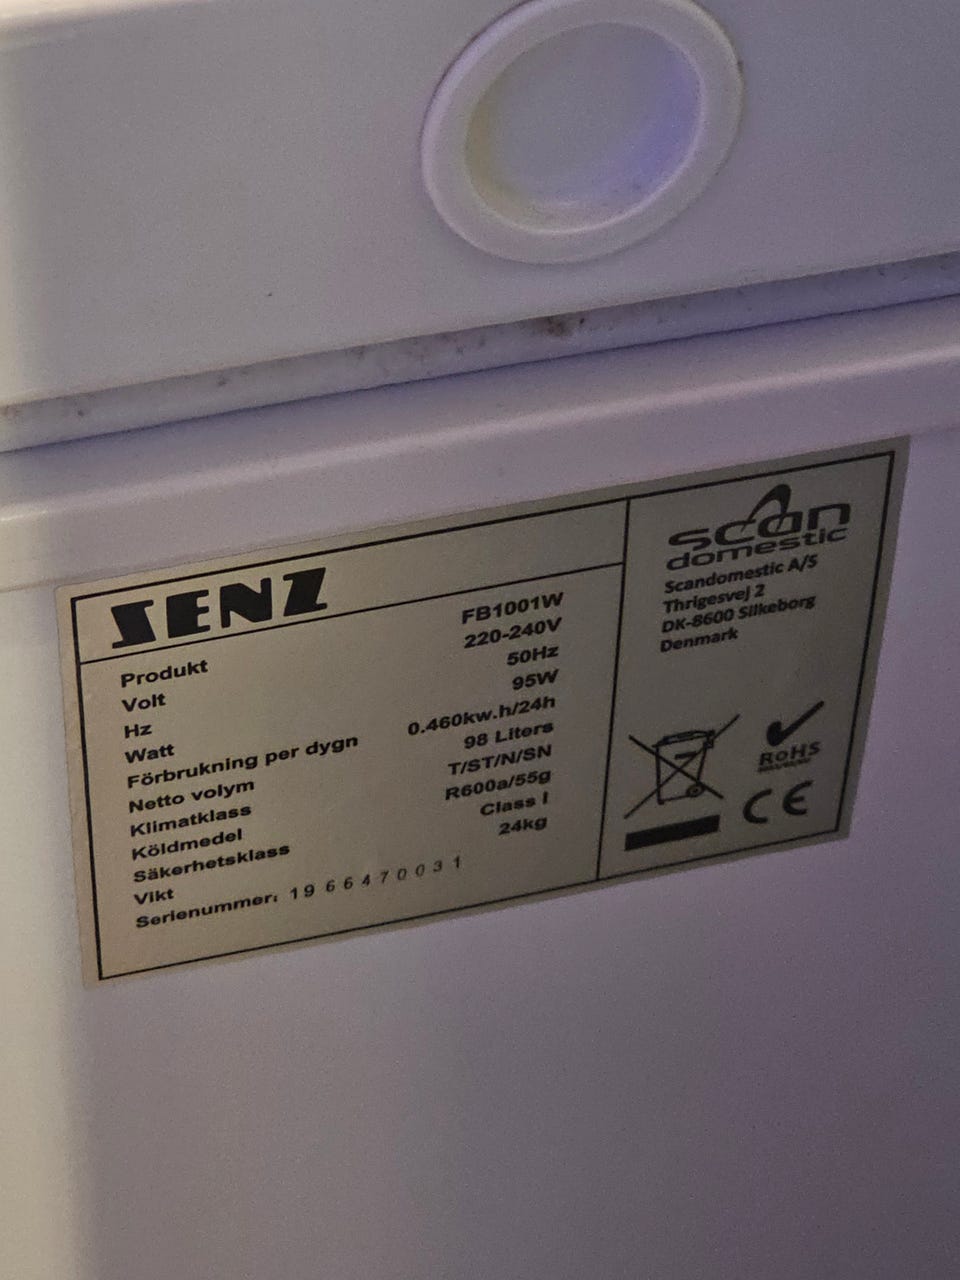 SENZ
Produkt FB1001W
Volt 220-240V
Hz 50Hz
Watt 95W
Förbrukning per dygn 0.460kw.h/24h
Netto volym 98 Liters
Klimatklass T/ST/N/SN
Köldmedel R600a/55g
Säkerhetsklass Class I
Vikt 24kg
Serienummer: 1966470031
scan
domestic
Scandomestic A/S
Thrigesvej 2
DK-8600 Silkeborg
Denmark
RoHS
CE